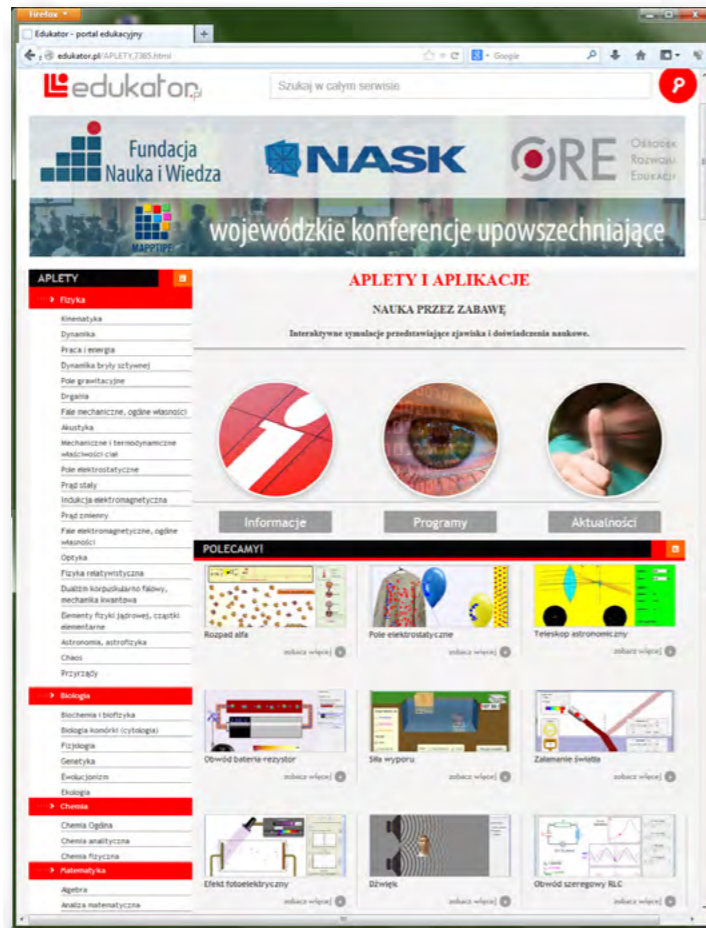 Firefox
Edukator - portal edukacyjny
edukator.pl/APLETY,7365.html
Google
edukator.pl
Szukaj w całym serwisie
Fundacja
Nauka i Wiedza
NASK
ORE
Ośrodek
Rozwoju
Edukacji
MAPPTIPE
wojewódzkie konferencje upowszechniające
APLETY
Fizyka
Kinematyka
Dynamika
Praca i energia
Dynamika bryły sztywnej
Pole grawitacyjne
Drgania
Fale mechaniczne, ogólne własności
Akustyka
Mechaniczne i termodynamiczne
właściwości ciał
Pole elektrostatyczne
Prąd stały
Indukcja elektromagnetyczna
Prąd zmienny
Fale elektromagnetyczne, ogólne
własności
Optyka
Fizyka relatywistyczna
Dualizm korpuskularno falowy,
mechanika kwantowa
Elementy fizyki jądrowej, cząstki
elementarne
Astronomia, astrofizyka
Chaos
Przyrządy
Biologia
Biochemia i biofizyka
Biologia komórki (cytologia)
Fizjologia
Genetyka
Ewolucjonizm
Ekologia
Chemia
Chemia Ogólna
Chemia analityczna
Chemia fizyczna
Matematyka
Algebra
Analiza matematyczna
APLETY I APLIKACJE
NAUKA PRZEZ ZABAWĘ
Interaktywne symulacje przedstawiające zjawiska i doświadczenia naukowe.
Informacje
Programy
Aktualności
POLECAMY!
Rozpad alfa
zobacz więcej
Pole elektrostatyczne
zobacz więcej
Teleskop astronomiczny
zobacz więcej
Obwód bateria-rezystor
zobacz więcej
Siła wyporu
zobacz więcej
Załamanie światła
zobacz więcej
Efekt fotoelektryczny
zobacz więcej
Dźwięk
zobacz więcej
Obwód szeregowy RLC
zobacz więcej